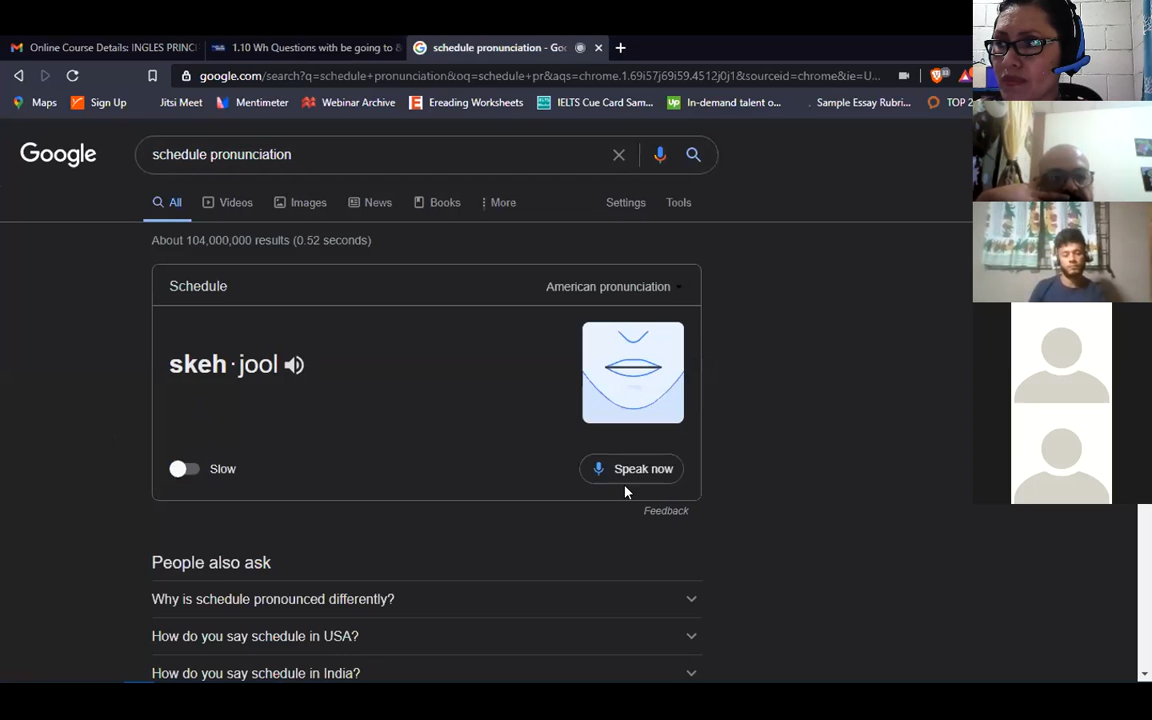 Online Course Details: INGLES PRINC
1.10 Wh Questions with be going to &
schedule pronunciation - Goo
google.com/search?q=schedule+pronunciation&oq=schedule+pr&aqs=chrome.1.69i57j69i59.4512j0j1&sourceid=chrome&ie=U...
33
Maps
Sign Up
Jitsi Meet
Mentimeter
Webinar Archive
Ereading Worksheets
IELTS Cue Card Sam...
In-demand talent o...
Sample Essay Rubri...
TOP 2
Google
schedule pronunciation
All
Videos
Images
News
Books
More
Settings
Tools
About 104,000,000 results (0.52 seconds)
Schedule
American pronunciation
skeh·jool
Slow
Speak now
Feedback
People also ask
Why is schedule pronounced differently?
How do you say schedule in USA?
How do you say schedule in India?